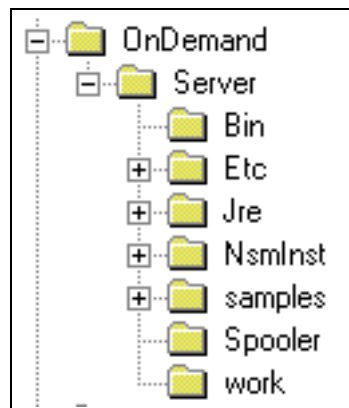 OnDemand
Server
Bin
Etc
Jre
NsmInst
samples
Spooler
work